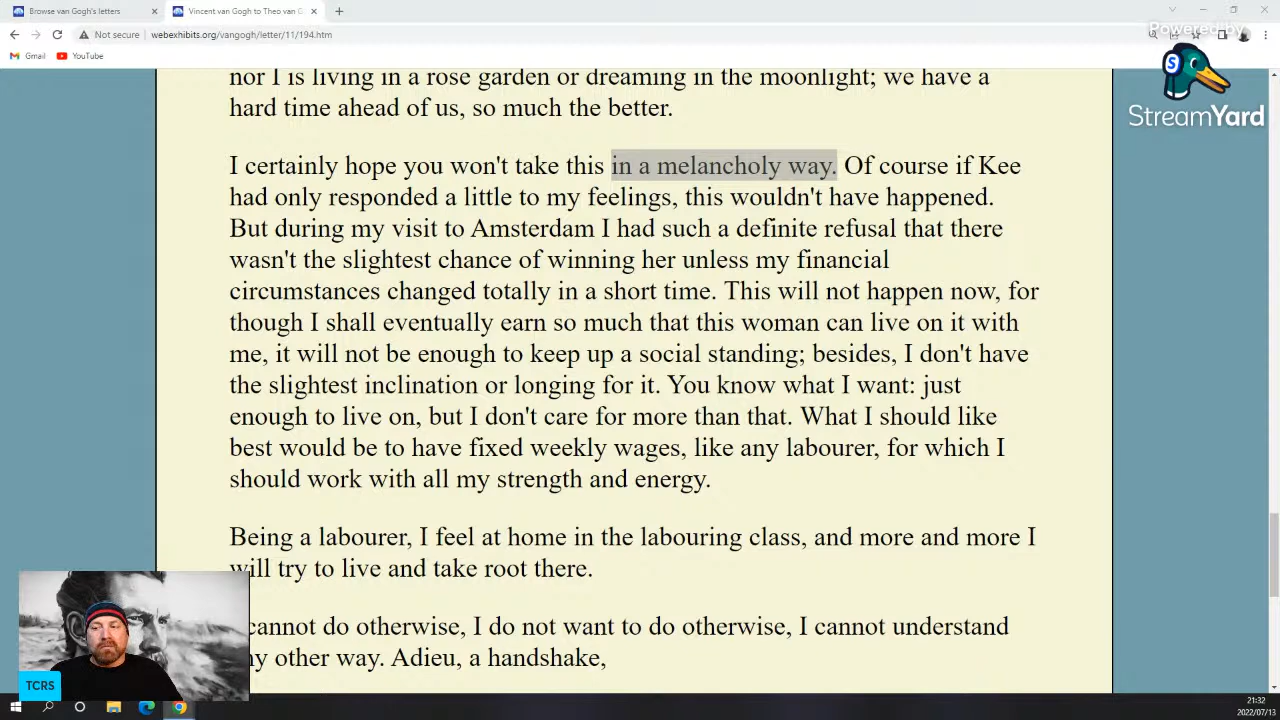 Browse van Gogh's letters
Vincent van Gogh to Theo van G
Not secure
webexhibits.org/vangogh/letter/11/194.htm
Gmail
YouTube
Powered by
S
StreamYard
nor I is living in a rose garden or dreaming in the moonlight; we have a
hard time ahead of us, so much the better.
I certainly hope you won't take this in a melancholy way. Of course if Kee
had only responded a little to my feelings, this wouldn't have happened.
But during my visit to Amsterdam I had such a definite refusal that there
wasn't the slightest chance of winning her unless my financial
circumstances changed totally in a short time. This will not happen now, for
though I shall eventually earn so much that this woman can live on it with
me, it will not be enough to keep up a social standing; besides, I don't have
the slightest inclination or longing for it. You know what I want: just
enough to live on, but I don't care for more than that. What I should like
best would be to have fixed weekly wages, like any labourer, for which I
should work with all my strength and energy.
Being a labourer, I feel at home in the labouring class, and more and more I
will try to live and take root there.
cannot do otherwise, I do not want to do otherwise, I cannot understand
ny other way. Adieu, a handshake,
TCRS
21:32
2022/07/13